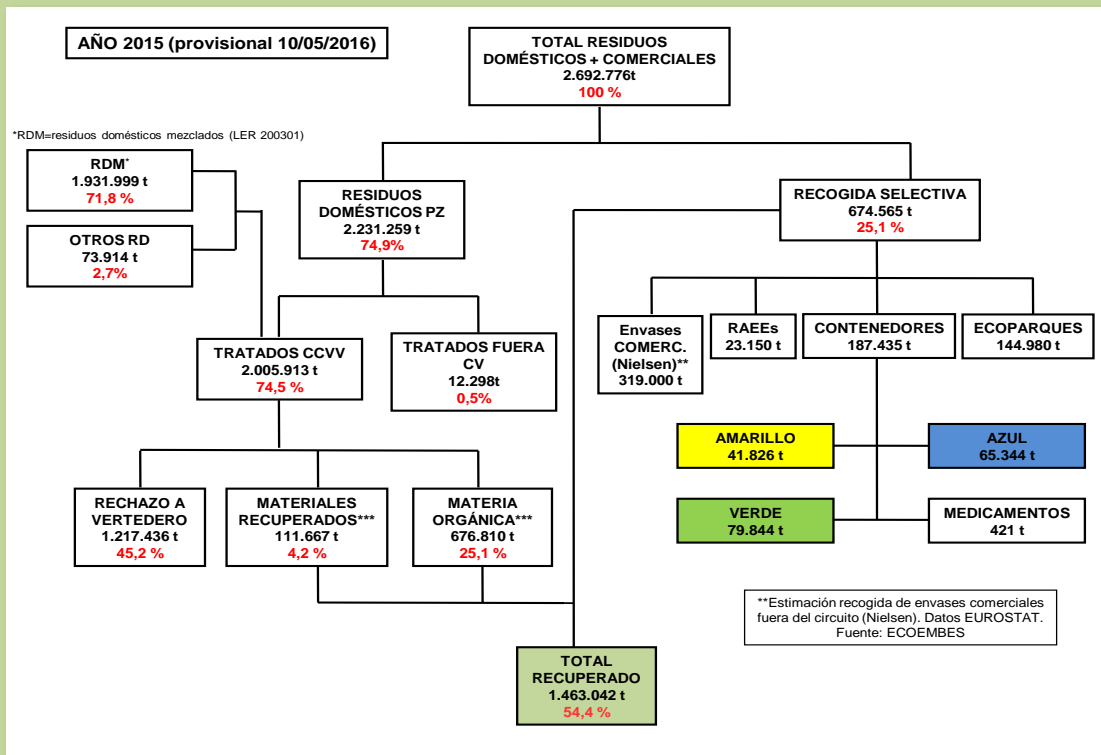 AÑO 2015 (provisional 10/05/2016)
TOTAL RESIDUOS
DOMÉSTICOS + COMERCIALES
2.692.776t
100 %
*RDM=residuos domésticos mezclados (LER 200301)
RDM*
1.931.999 t
71,8 %
OTROS RD
73.914 t
2,7%
RESIDUOS
DOMÉSTICOS PZ
2.231.259 t
74,9%
RECOGIDA SELECTIVA
674.565 t
25,1 %
TRATADOS CCVV
2.005.913 t
74,5 %
TRATADOS FUERA
CV
12.298t
0,5%
Envases
COMERC.
(Nielsen)**
319.000 t
RAEEs
23.150 t
CONTENEDORES
187.435 t
ECOPARQUES
144.980 t
AMARILLO
41.826 t
AZUL
65.344 t
VERDE
79.844 t
MEDICAMENTOS
421 t
RECHAZO A
VERTEDERO
1.217.436 t
45,2 %
MATERIALES
RECUPERADOS***
111.667 t
4,2 %
MATERIA
ORGÁNICA***
676.810 t
25,1 %
**Estimación recogida de envases comerciales
fuera del circuito (Nielsen). Datos EUROSTAT.
Fuente: ECOEMBES
TOTAL
RECUPERADO
1.463.042 t
54,4 %